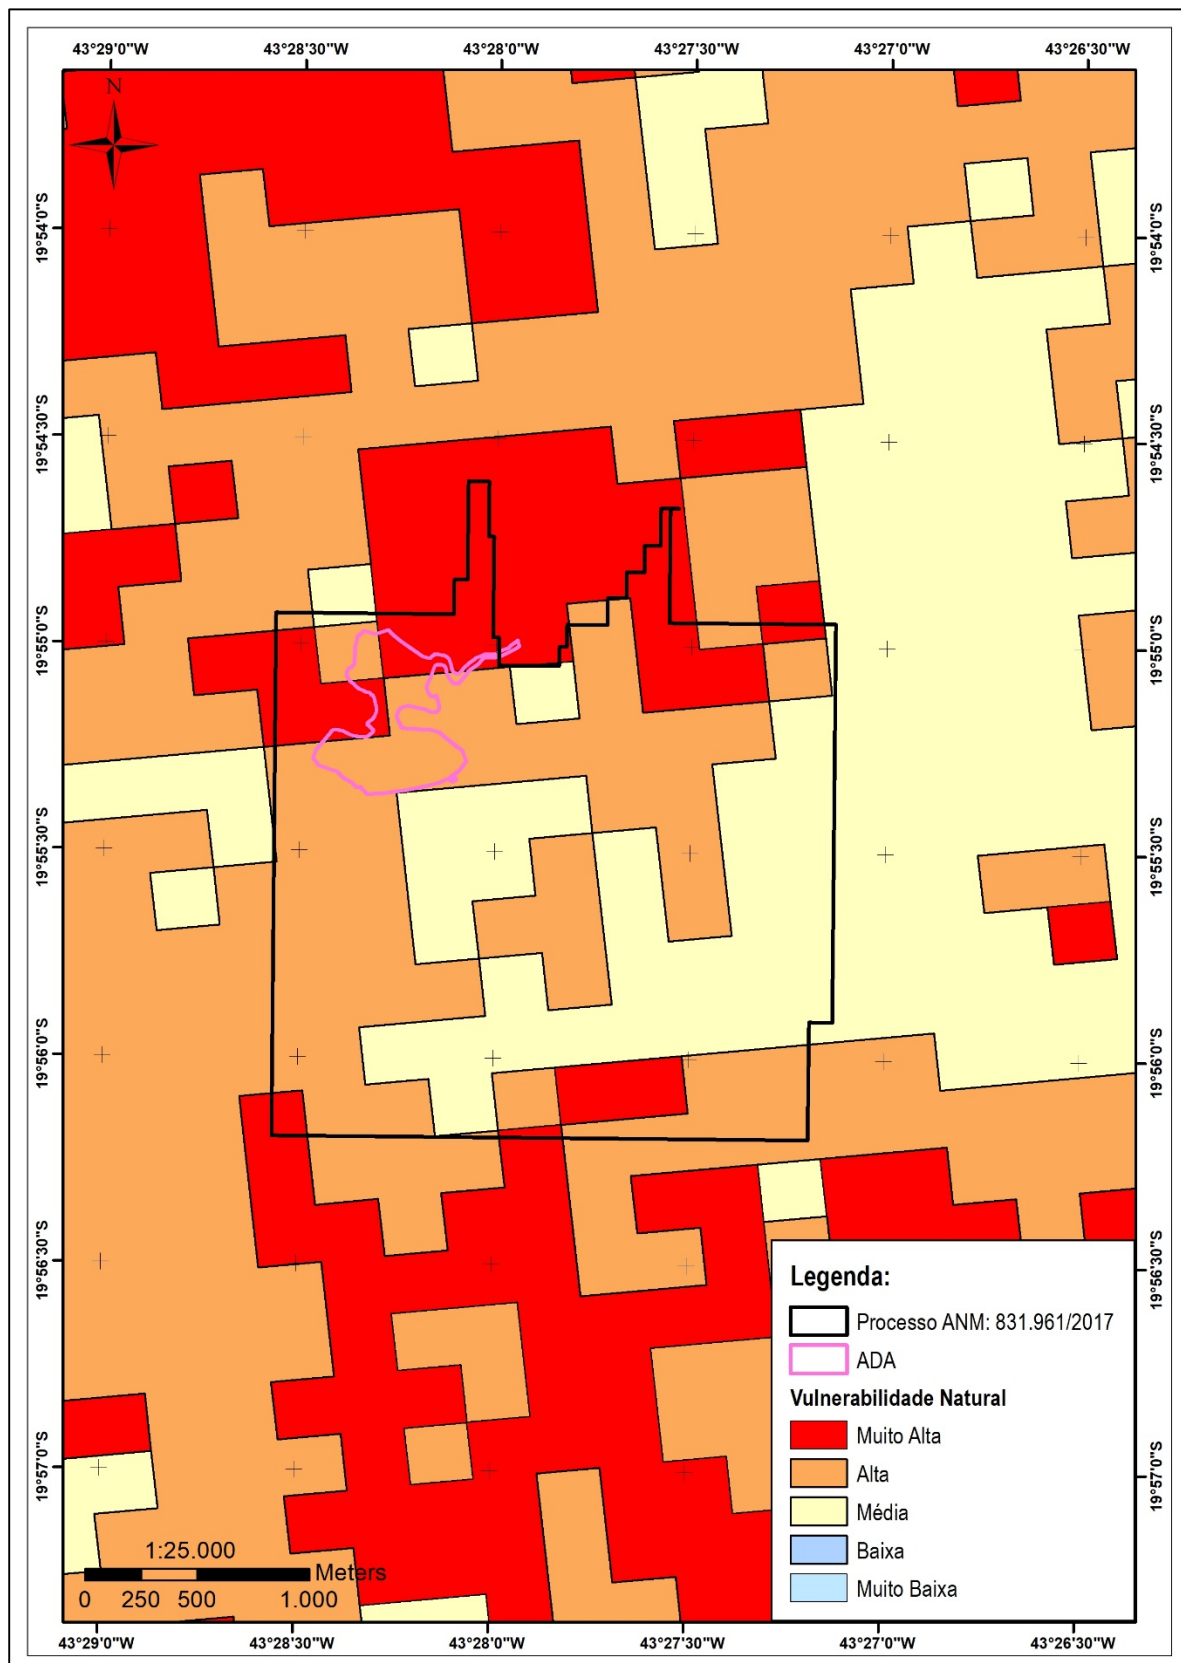 43°29'0"W 43°28'30"W 43°28'0"W 43°27'30"W 43°27'0"W 43°26'30"W
N
19°54'0"S 19°54'0"S
19°54'30"S 19°54'30"S
19°55'0"S 19°55'0"S
19°55'30"S 19°55'30"S
19°56'0"S 19°56'0"S
19°56'30"S 19°56'30"S
19°57'0"S 19°57'0"S
Legenda:
Processo ANM: 831.961/2017
ADA
Vulnerabilidade Natural
Muito Alta
Alta
Média
Baixa
Muito Baixa
1:25.000
Meters
0 250 500 1.000
43°29'0"W 43°28'30"W 43°28'0"W 43°27'30"W 43°27'0"W 43°26'30"W